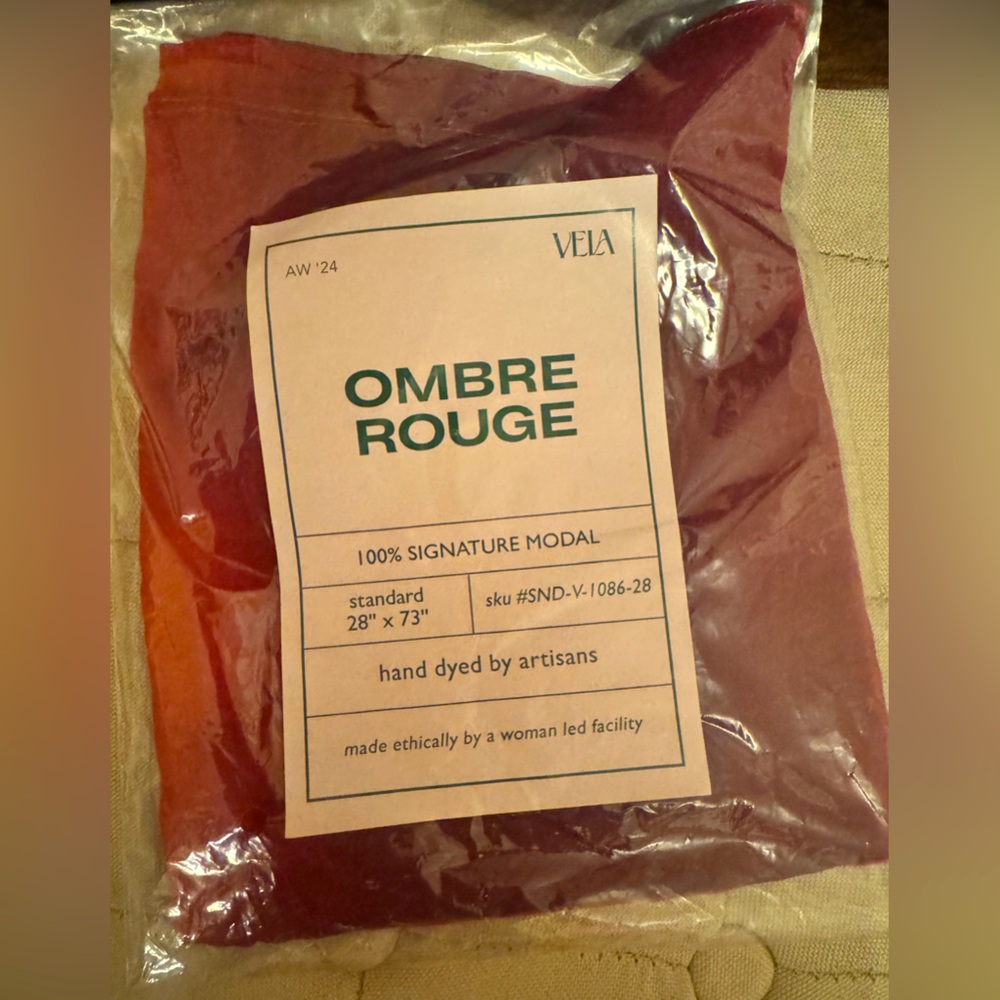 AW '24
VELA
OMBRE
ROUGE
100% SIGNATURE MODAL
standard
28" x 73"
sku #SND-V-1086-28
hand dyed by artisans
made ethically by a woman led facility